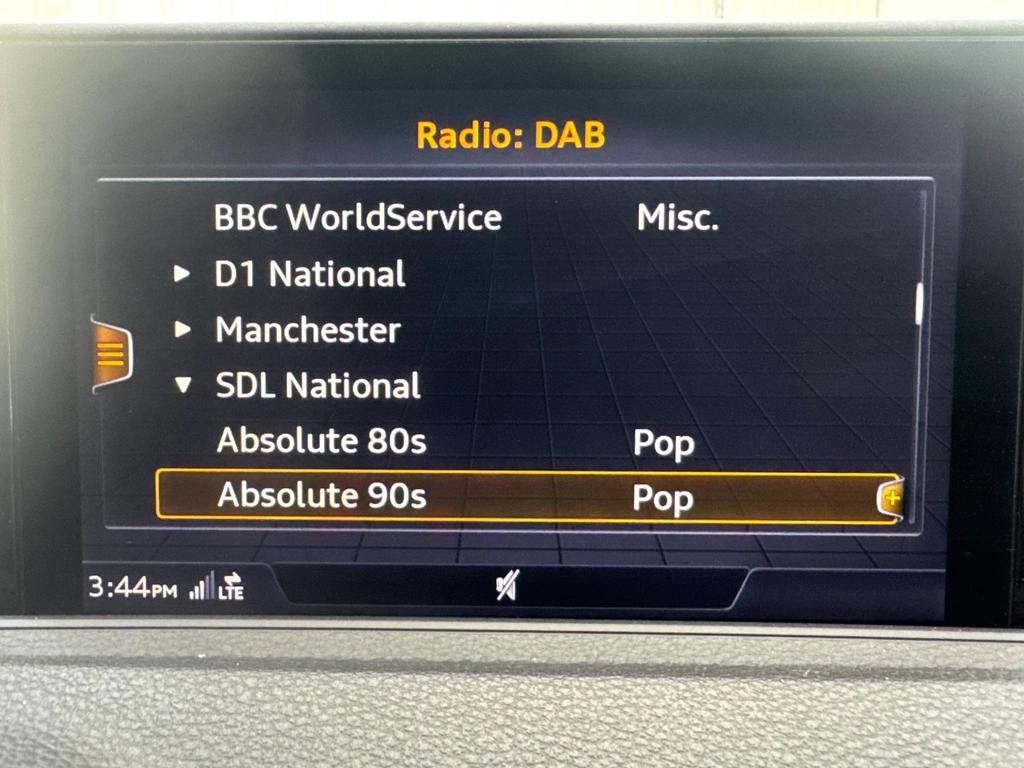 Radio: DAB
BBC WorldService Misc.
D1 National
Manchester
SDL National
Absolute 80s Pop
Absolute 90s Pop
3:44PM LTE